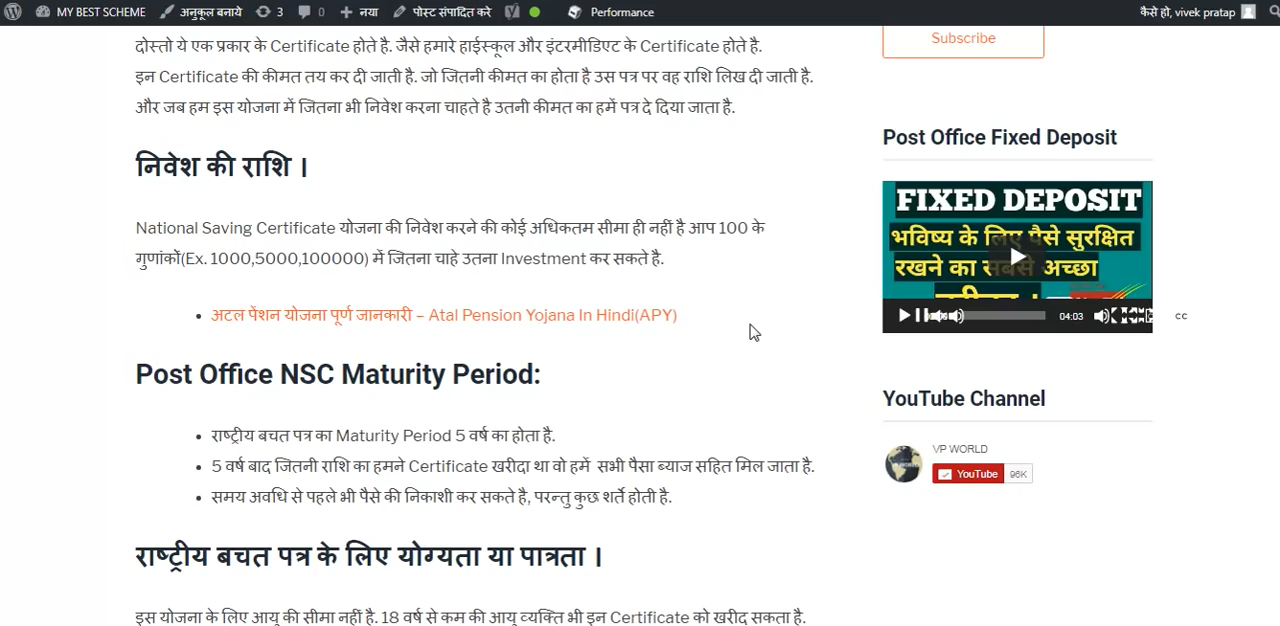 MY BEST SCHEME अनुकूल बनाये 3 0 नया पोस्ट संपादित करे Performance कैसे हो, vivek pratap
दोस्तो ये एक प्रकार के Certificate होते है. जैसे हमारे हाईस्कूल और इंटरमीडिएट के Certificate होते है.
इन Certificate की कीमत तय कर दी जाती है. जो जितनी कीमत का होता है उस पत्र पर वह राशि लिख दी जाती है.
और जब हम इस योजना में जितना भी निवेश करना चाहते है उतनी कीमत का हमें पत्र दे दिया जाता है.
निवेश की राशि ।
National Saving Certificate योजना की निवेश करने की कोई अधिकतम सीमा ही नहीं है आप 100 के
गुणांकों(Ex. 1000,5000,100000) में जितना चाहे उतना Investment कर सकते है.
अटल पेंशन योजना पूर्ण जानकारी – Atal Pension Yojana In Hindi(APY)
Post Office NSC Maturity Period:
राष्ट्रीय बचत पत्र का Maturity Period 5 वर्ष का होता है.
5 वर्ष बाद जितनी राशि का हमने Certificate खरीदा था वो हमें सभी पैसा ब्याज सहित मिल जाता है.
समय अवधि से पहले भी पैसे की निकाशी कर सकते है, परन्तु कुछ शर्ते होती है.
राष्ट्रीय बचत पत्र के लिए योग्यता या पात्रता ।
इस योजना के लिए आयु की सीमा नहीं है. 18 वर्ष से कम की आयु व्यक्ति भी इन Certificate को खरीद सकता है.
Subscribe
Post Office Fixed Deposit
FIXED DEPOSIT
भविष्य के लिए पैसे सुरक्षित
रखने का सबसे अच्छा
04:03 cc
YouTube Channel
VP WORLD
YouTube 96K